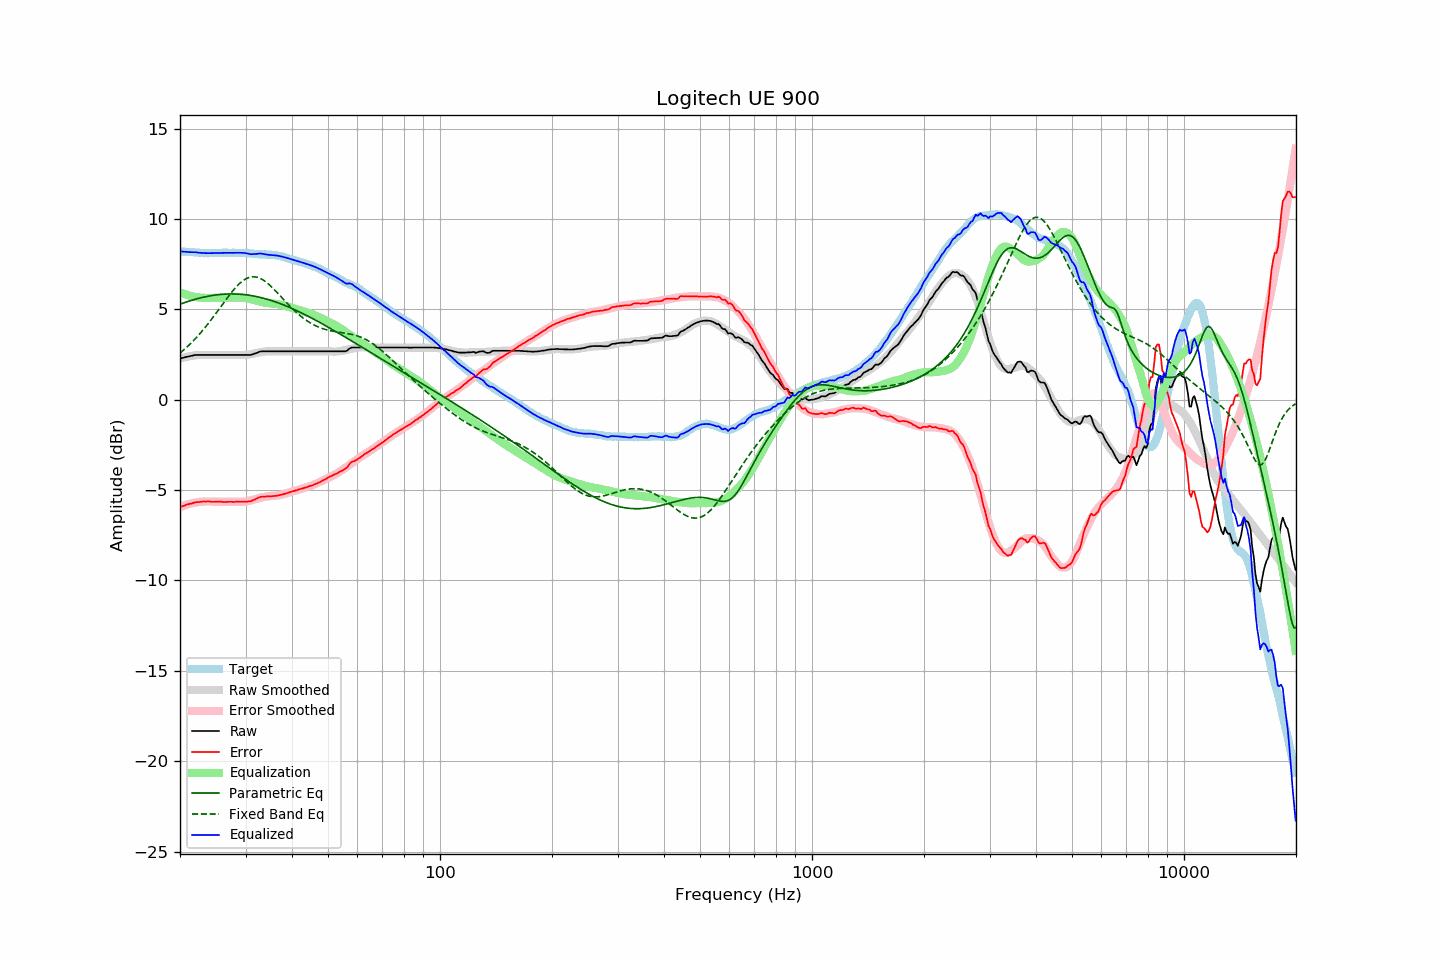 Logitech UE 900
15
10
5
0
−5
−10
−15
−20
−25
Amplitude (dBr)
100
1000
10000
Frequency (Hz)
Target
Raw Smoothed
Error Smoothed
Raw
Error
Equalization
Parametric Eq
Fixed Band Eq
Equalized